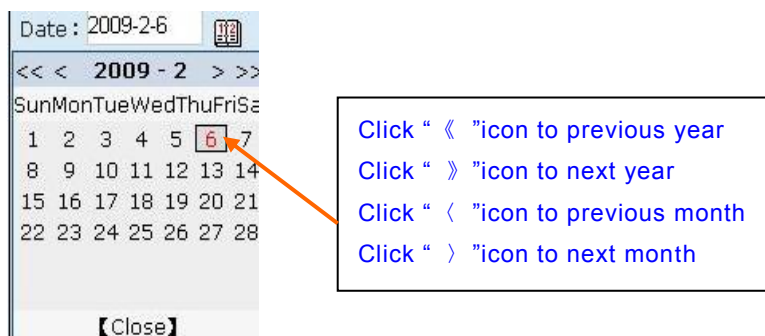 Date : 2009-2-6
<< < 2009 - 2 > >>
SunMonTueWedThuFriSa
1 2 3 4 5 6 7
8 9 10 11 12 13 14
15 16 17 18 19 20 21
22 23 24 25 26 27 28
【Close】
Click “ 《 ”icon to previous year
Click “ 》 ”icon to next year
Click “ 〈 ”icon to previous month
Click “ 〉 ”icon to next month